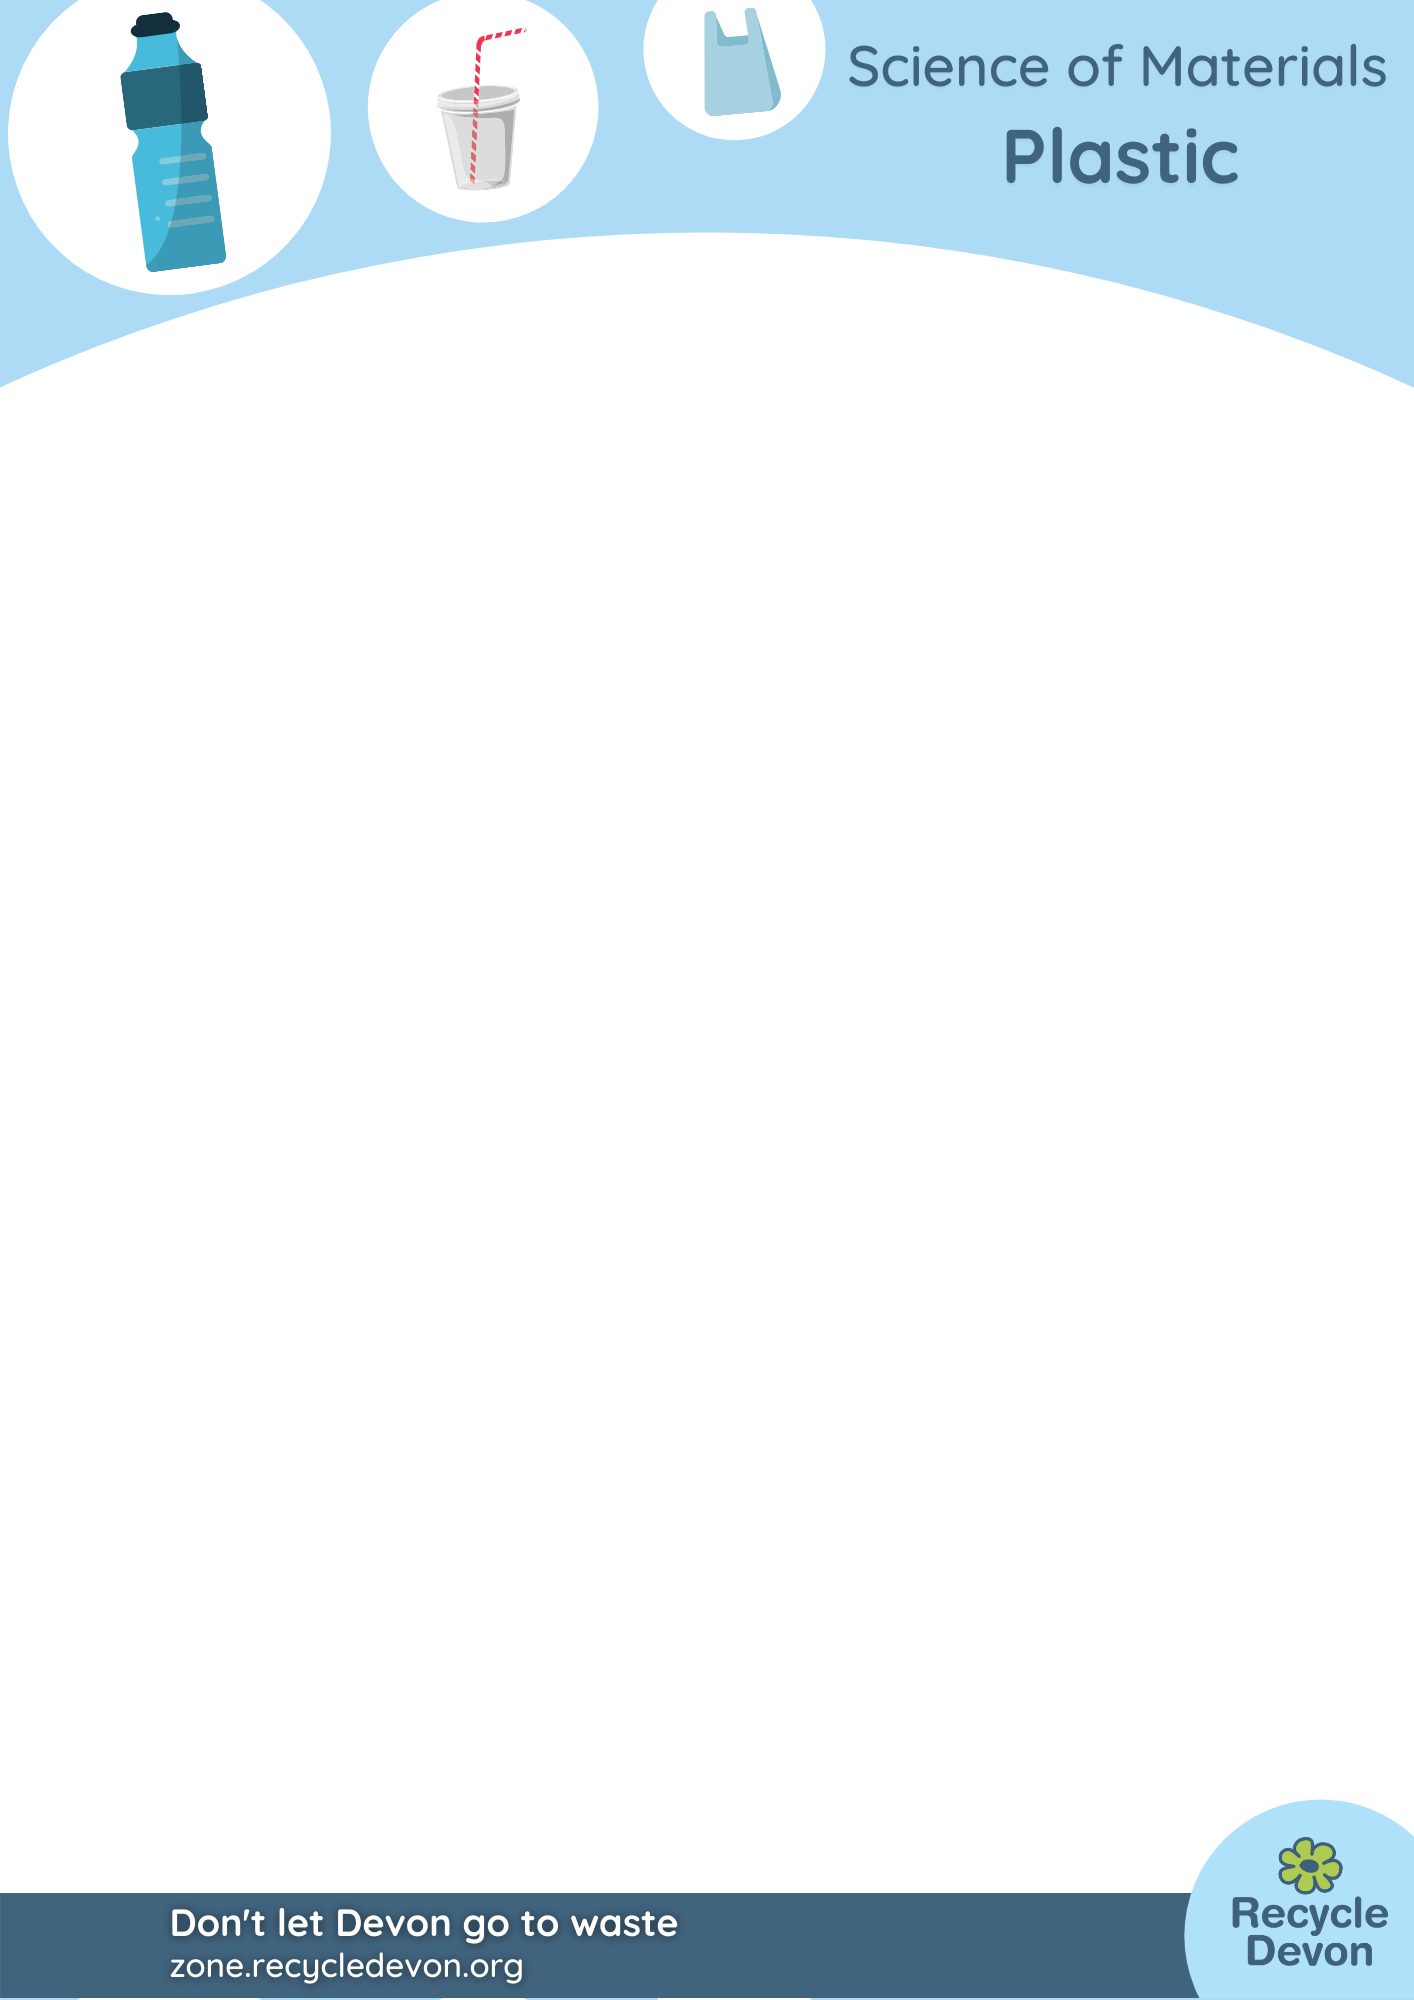 Science of Materials
Plastic
Don't let Devon go to waste
zone.recycledevon.org
Recycle
Devon